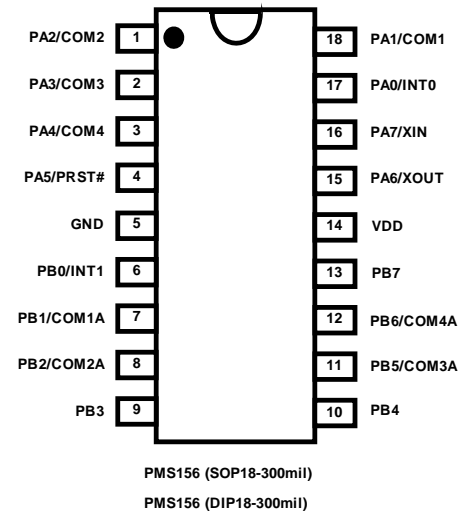 PA2/COM2 1 18 PA1/COM1
PA3/COM3 2 17 PA0/INT0
PA4/COM4 3 16 PA7/XIN
PA5/PRST# 4 15 PA6/XOUT
GND 5 14 VDD
PB0/INT1 6 13 PB7
PB1/COM1A 7 12 PB6/COM4A
PB2/COM2A 8 11 PB5/COM3A
PB3 9 10 PB4
PMS156 (SOP18-300mil)
PMS156 (DIP18-300mil)